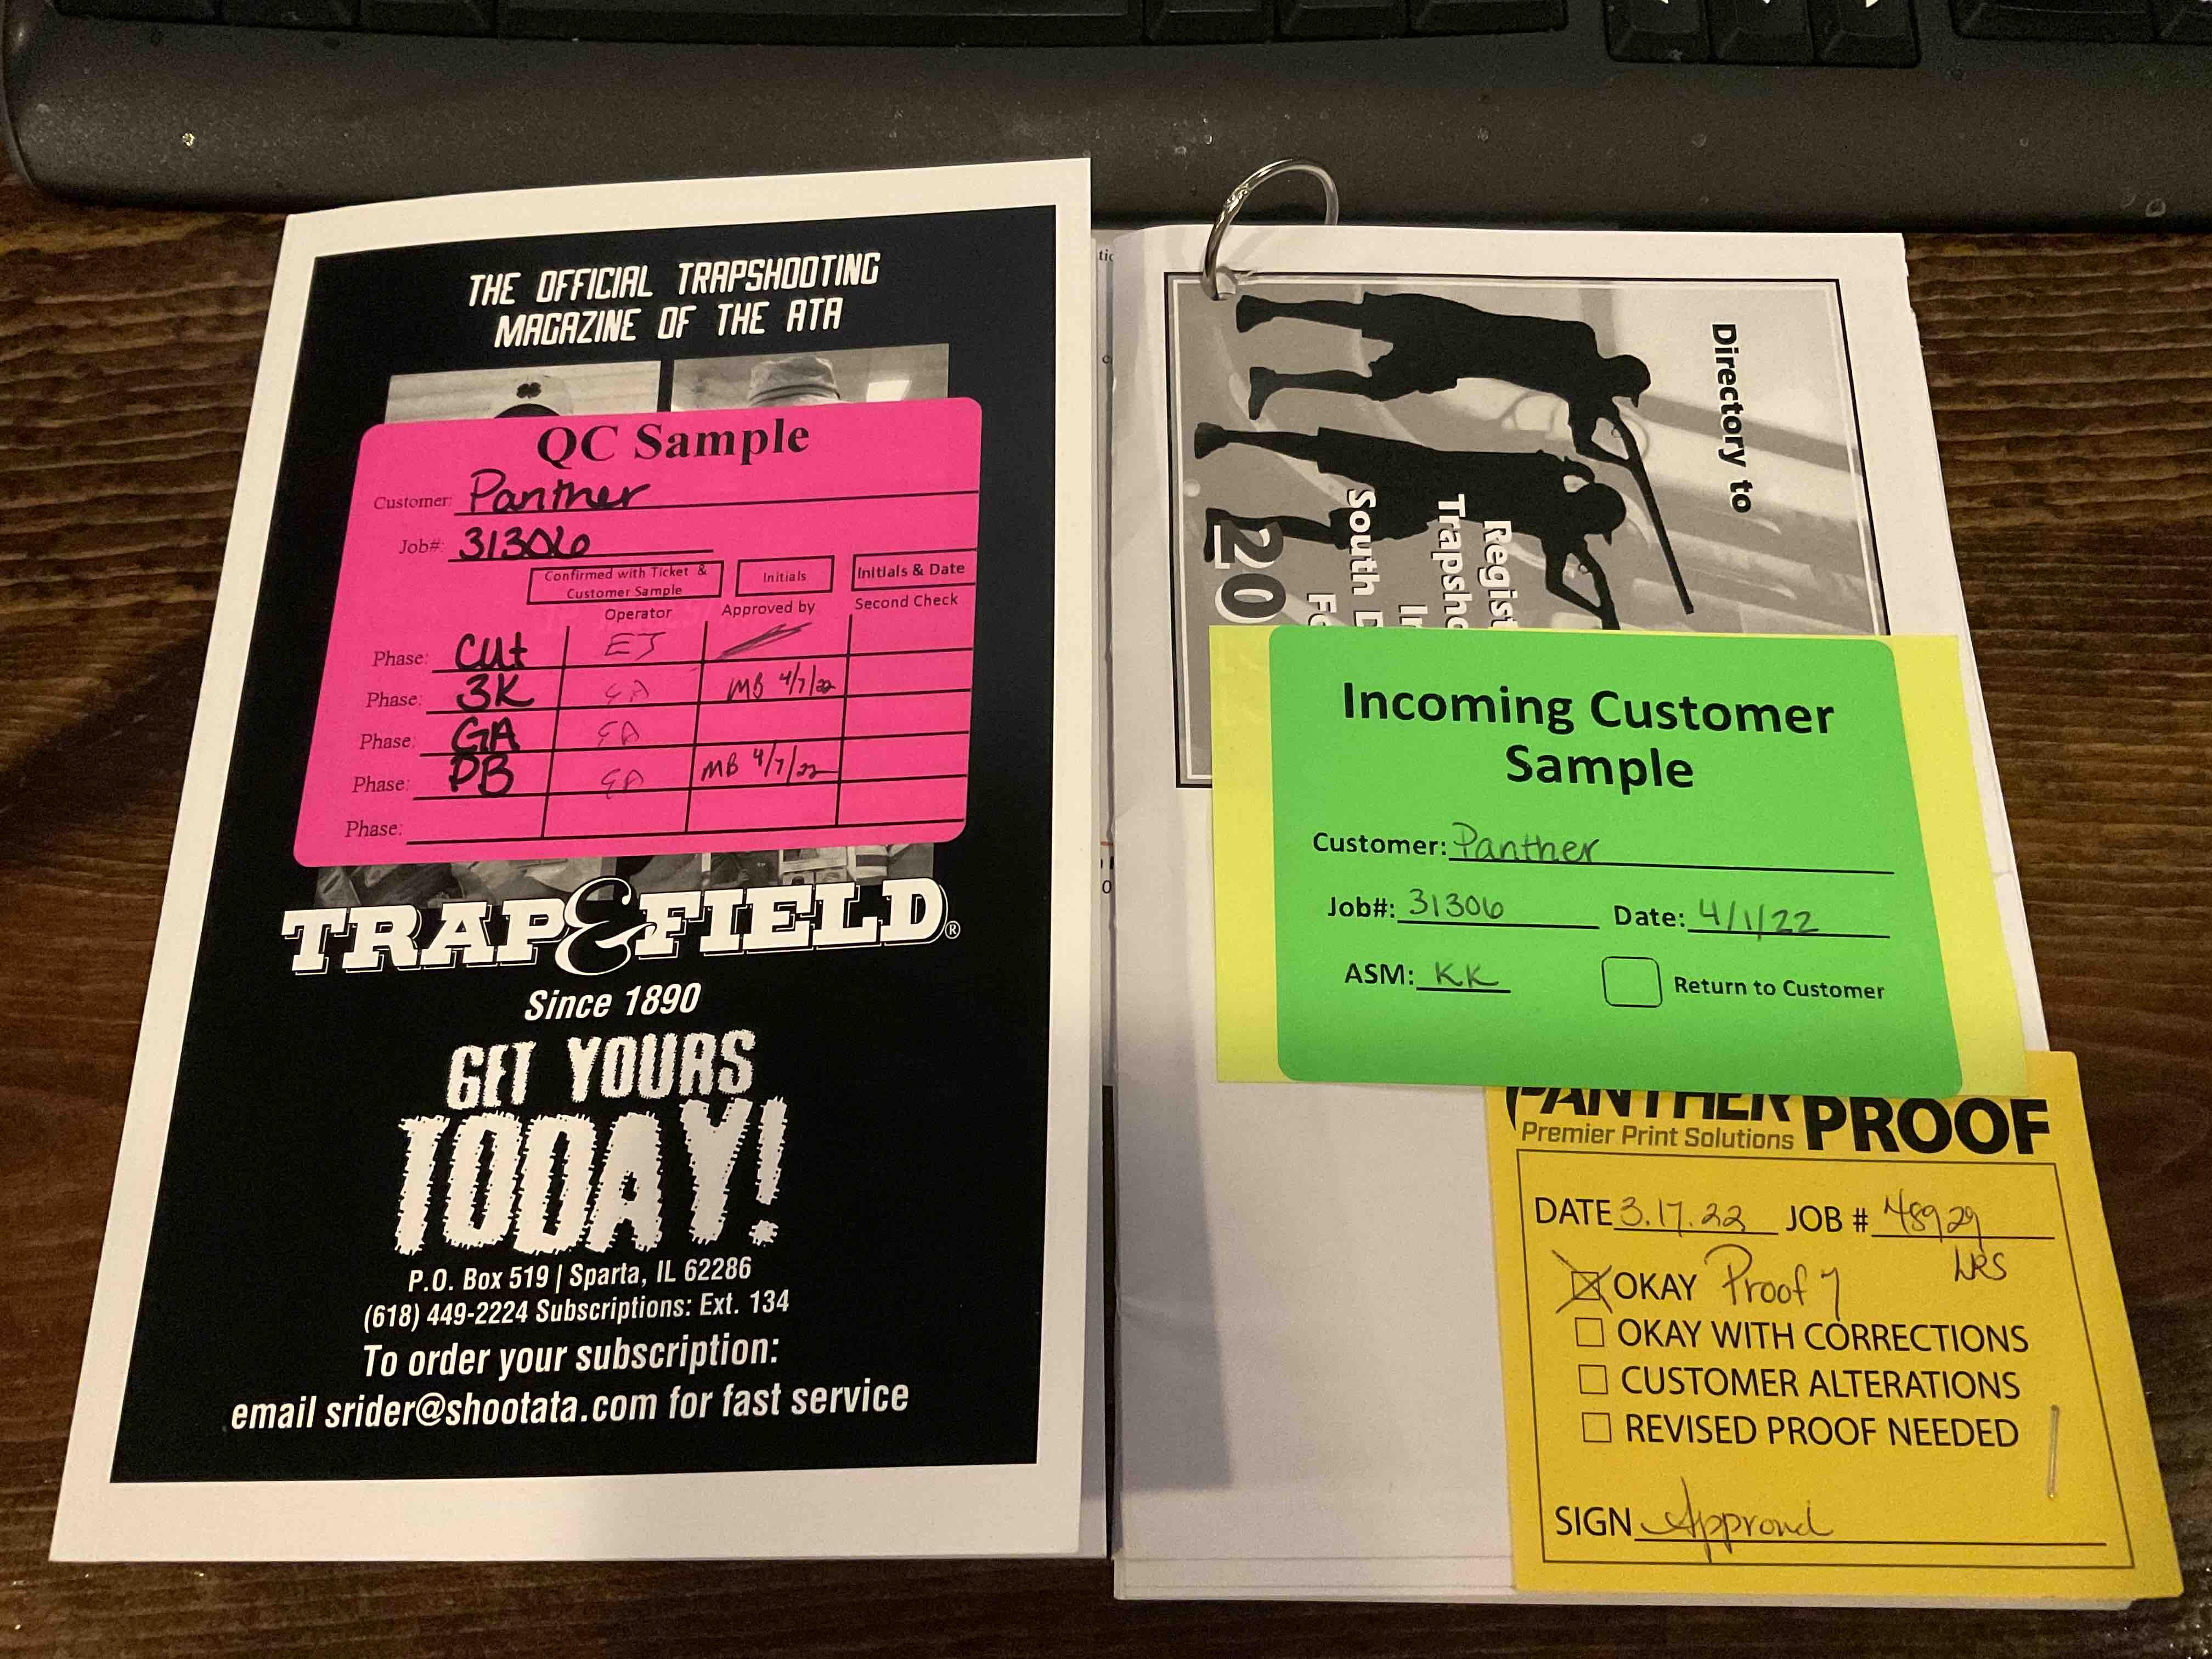 THE OFFICIAL TRAPSHOOTING
MAGAZINE OF THE ATA
QC Sample
Customer: Panther
Job#: 31306
Confirmed with Ticket &
Customer Sample
Initials
Initials & Date
Operator
Approved by
Second Check
Phase: Cut EJ
Phase: 3K MB 4/7/22
Phase: GA
Phase: PB MB 4/7/22
Phase:
TRAP & FIELD®
Since 1890
GET YOURS
TODAY!
P.O. Box 519 | Sparta, IL 62286
(618) 449-2224 Subscriptions: Ext. 134
To order your subscription:
email srider@shootata.com for fast service
Directory to
Regist
Trapsho
South D
20
Incoming Customer
Sample
Customer: Panther
Job#: 31306 Date: 4/1/22
ASM: KK Return to Customer
PANTHER PROOF
Premier Print Solutions
DATE 3.17.22 JOB # 48929
OKAY Proof
OKAY WITH CORRECTIONS
CUSTOMER ALTERATIONS
REVISED PROOF NEEDED
SIGN Approved